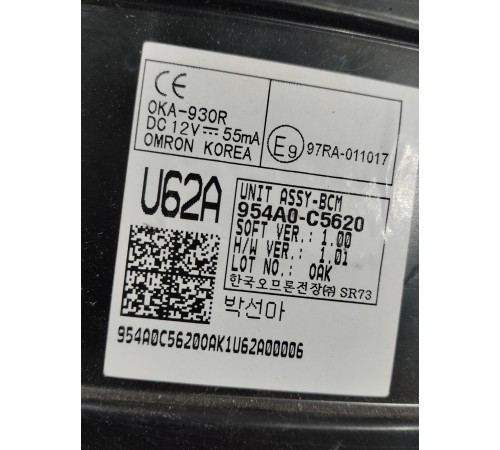 CE
OKA-930R
DC 12V⎓55mA
OMRON KOREA
E9 97RA-011017
U62A
UNIT ASSY-BCM
954A0-C5620
SOFT VER.: 1.00
H/W VER.: 1.01
LOT NO.: 0AK
한국오므론전장㈜ SR73
박선마
954A0C56200AK1U62A00006